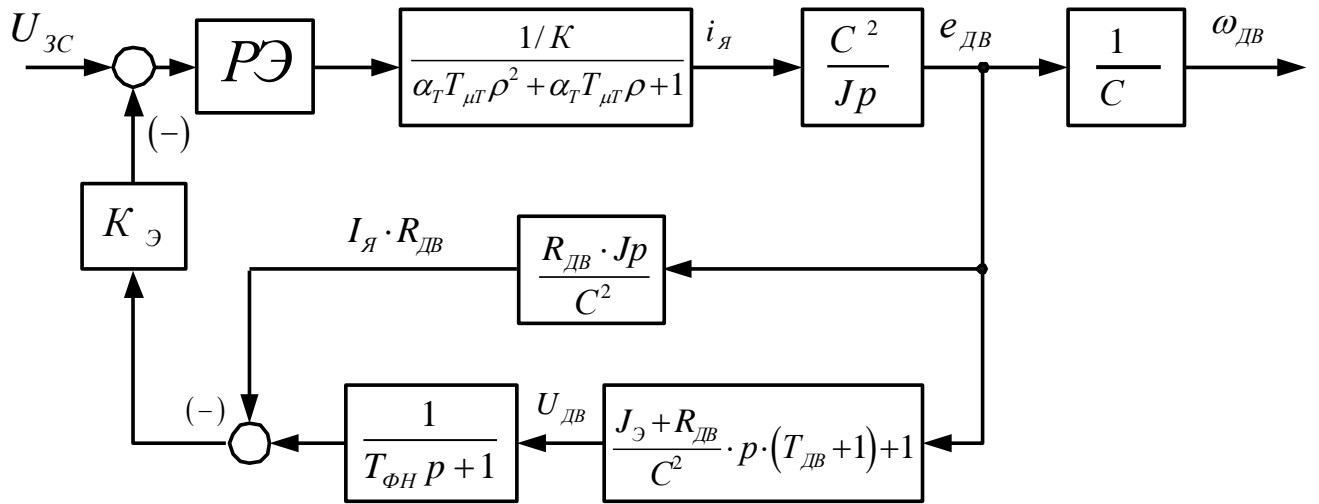 U_ЗС
РЭ
1/K
α_T T_μT ρ² + α_T T_μT ρ + 1
i_Я
C²
Jp
e_ДВ
1
C
ω_ДВ
(−)
К_Э
I_Я · R_ДВ
R_ДВ · Jp
C²
(−)
1
T_ФН p + 1
U_ДВ
J_Э + R_ДВ
C²
· p · (T_ДВ + 1) + 1